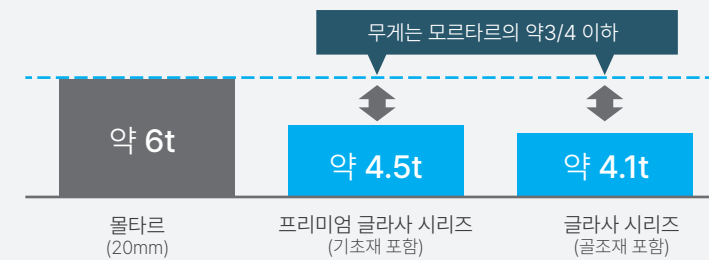 무게는 모르타르의 약3/4 이하
약 6t
약 4.5t
약 4.1t
몰타르
(20mm)
프리미엄 글라사 시리즈
(기초재 포함)
글라사 시리즈
(골조재 포함)